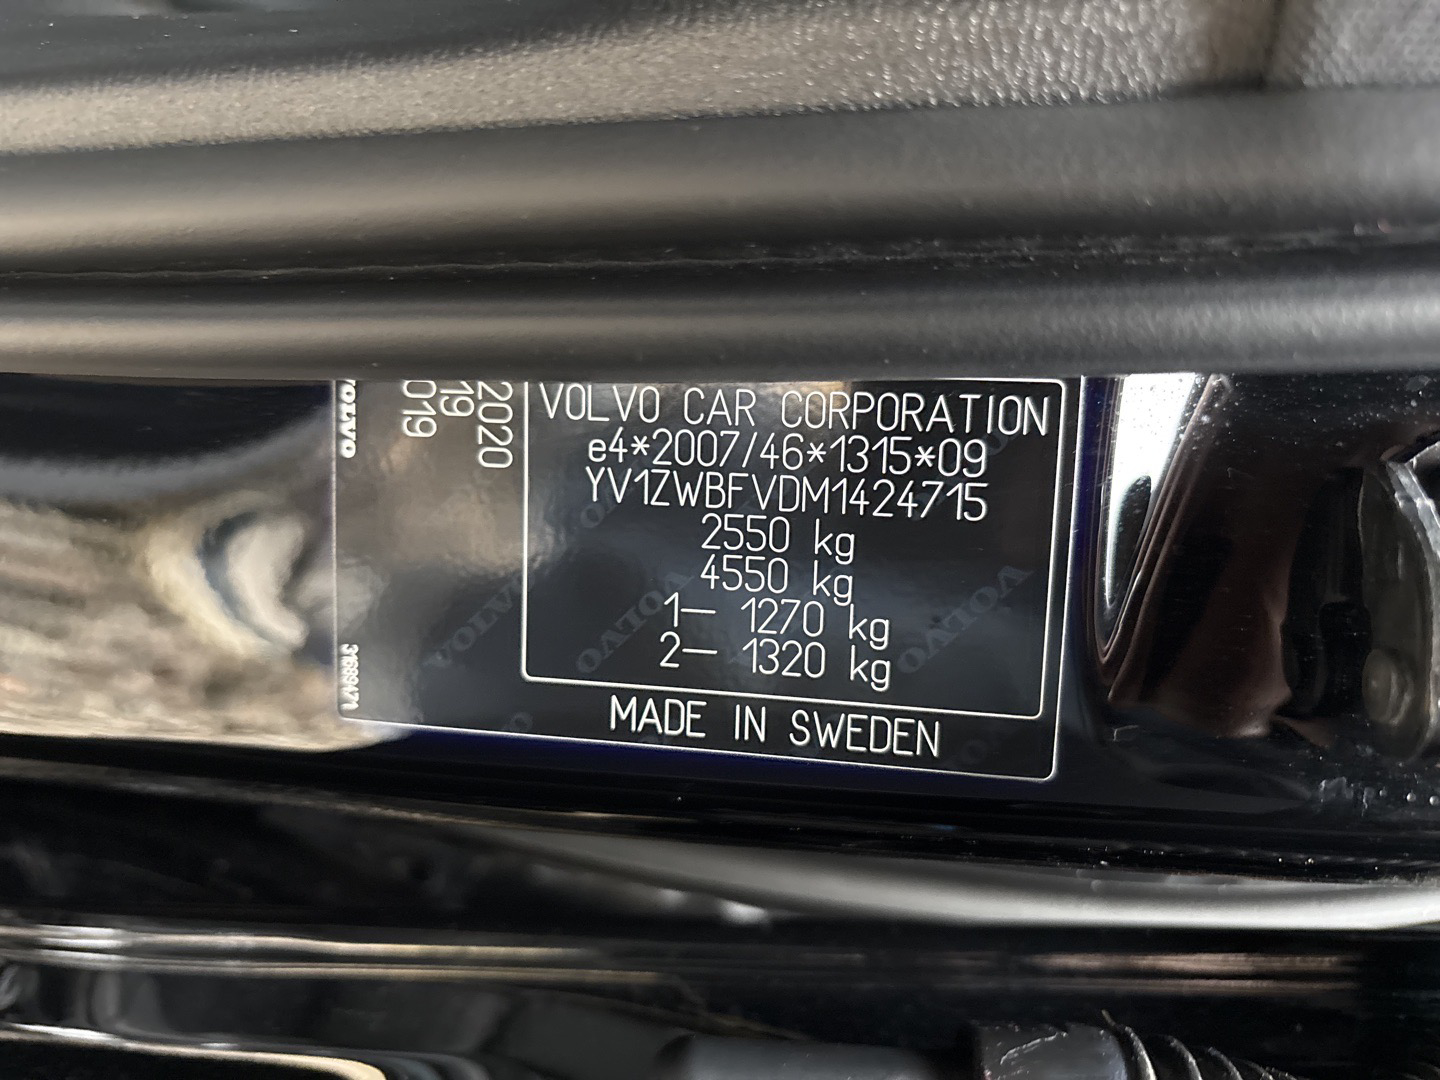 VOLVO CAR CORPORATION
e4*2007/46*1315*09
YV1ZWBFVDM1424715
2550 kg
4550 kg
1– 1270 kg
2– 1320 kg
MADE IN SWEDEN
2020
19
019
VOLVO
31689471